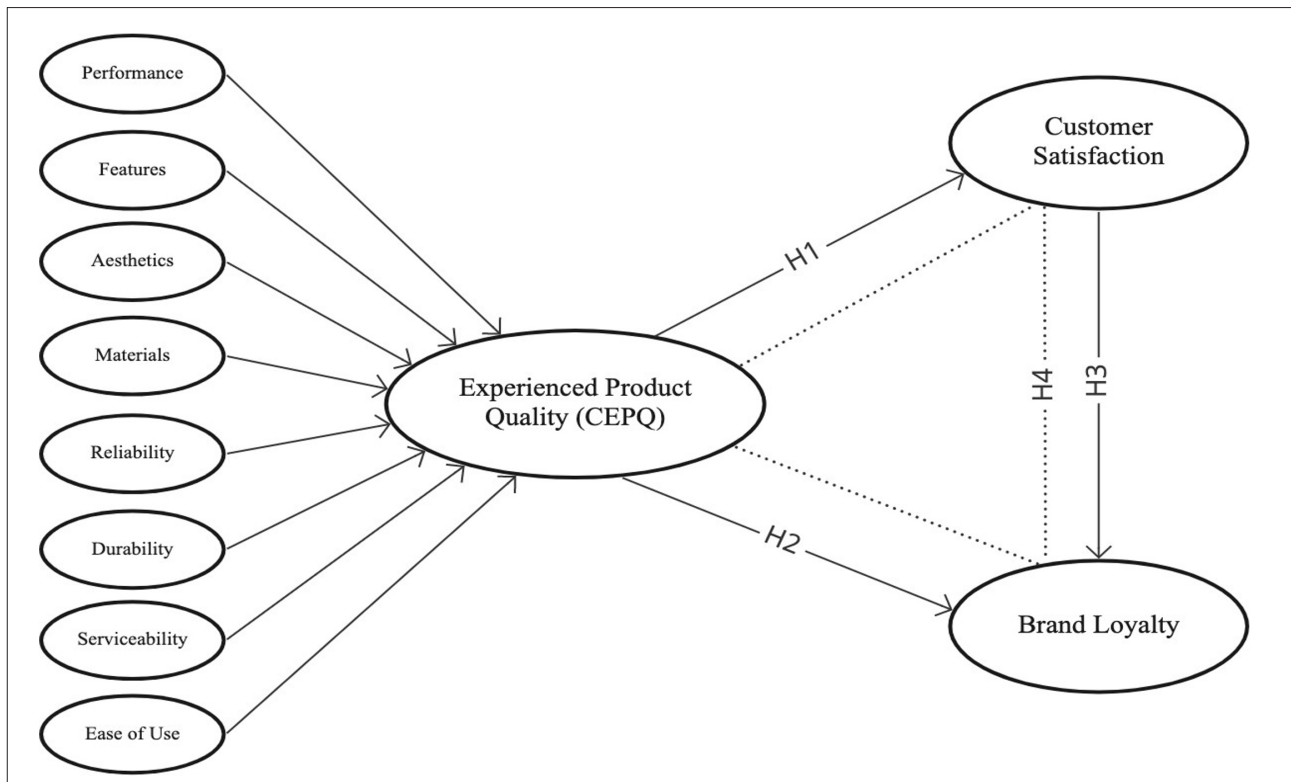 Performance
Features
Aesthetics
Materials
Reliability
Durability
Serviceability
Ease of Use
Experienced Product
Quality (CEPQ)
H1
H2
Customer
Satisfaction
H4
H3
Brand Loyalty